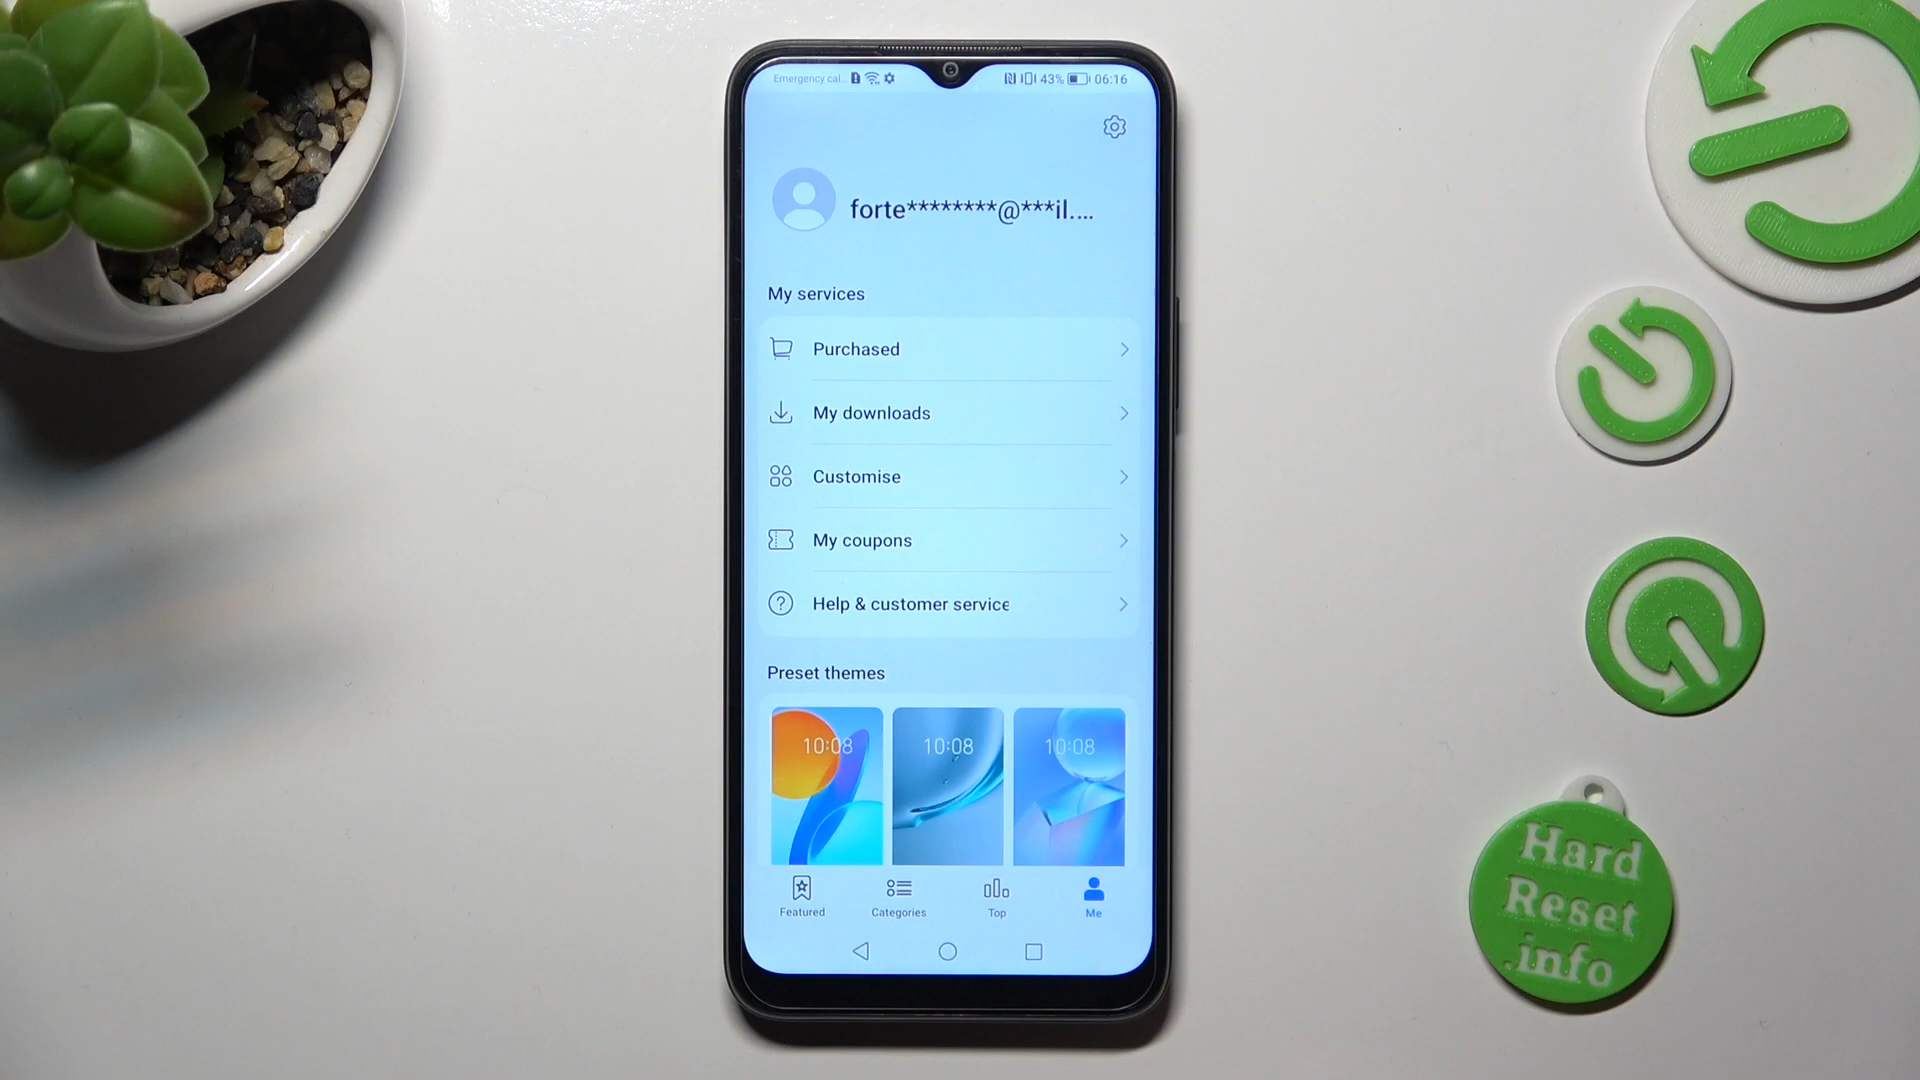 Emergency cal... 43% 06:16
forte********@***il....
My services
Purchased
My downloads
Customise
My coupons
Help & customer service
Preset themes
10:08 10:08 10:08
Featured Categories Top Me
Hard
Reset
.info